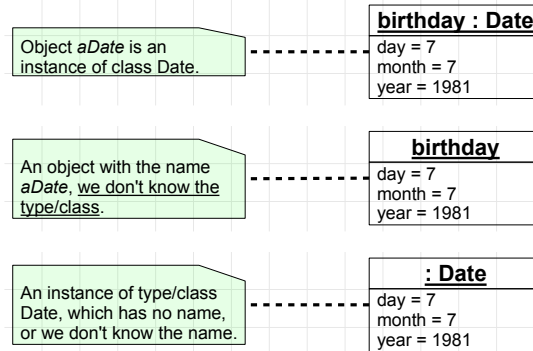 birthday : Date
Object aDate is an
instance of class Date.
day = 7
month = 7
year = 1981
birthday
An object with the name
aDate, we don't know the
type/class.
day = 7
month = 7
year = 1981
: Date
An instance of type/class
Date, which has no name,
or we don't know the name.
day = 7
month = 7
year = 1981